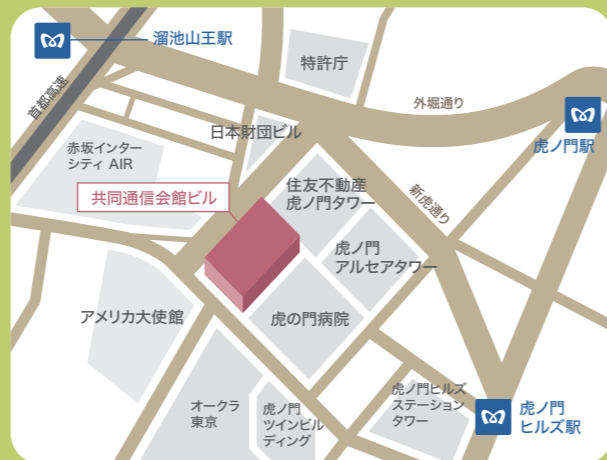 溜池山王駅
特許庁
首都高速
外堀通り
日本財団ビル
虎ノ門駅
赤坂インター
シティ AIR
住友不動産
虎ノ門タワー
新虎通り
共同通信会館ビル
虎ノ門
アルセアタワー
アメリカ大使館
虎の門病院
オークラ
東京
虎ノ門
ツインビル
ディング
虎ノ門ヒルズ
ステーション
タワー
虎ノ門
ヒルズ駅